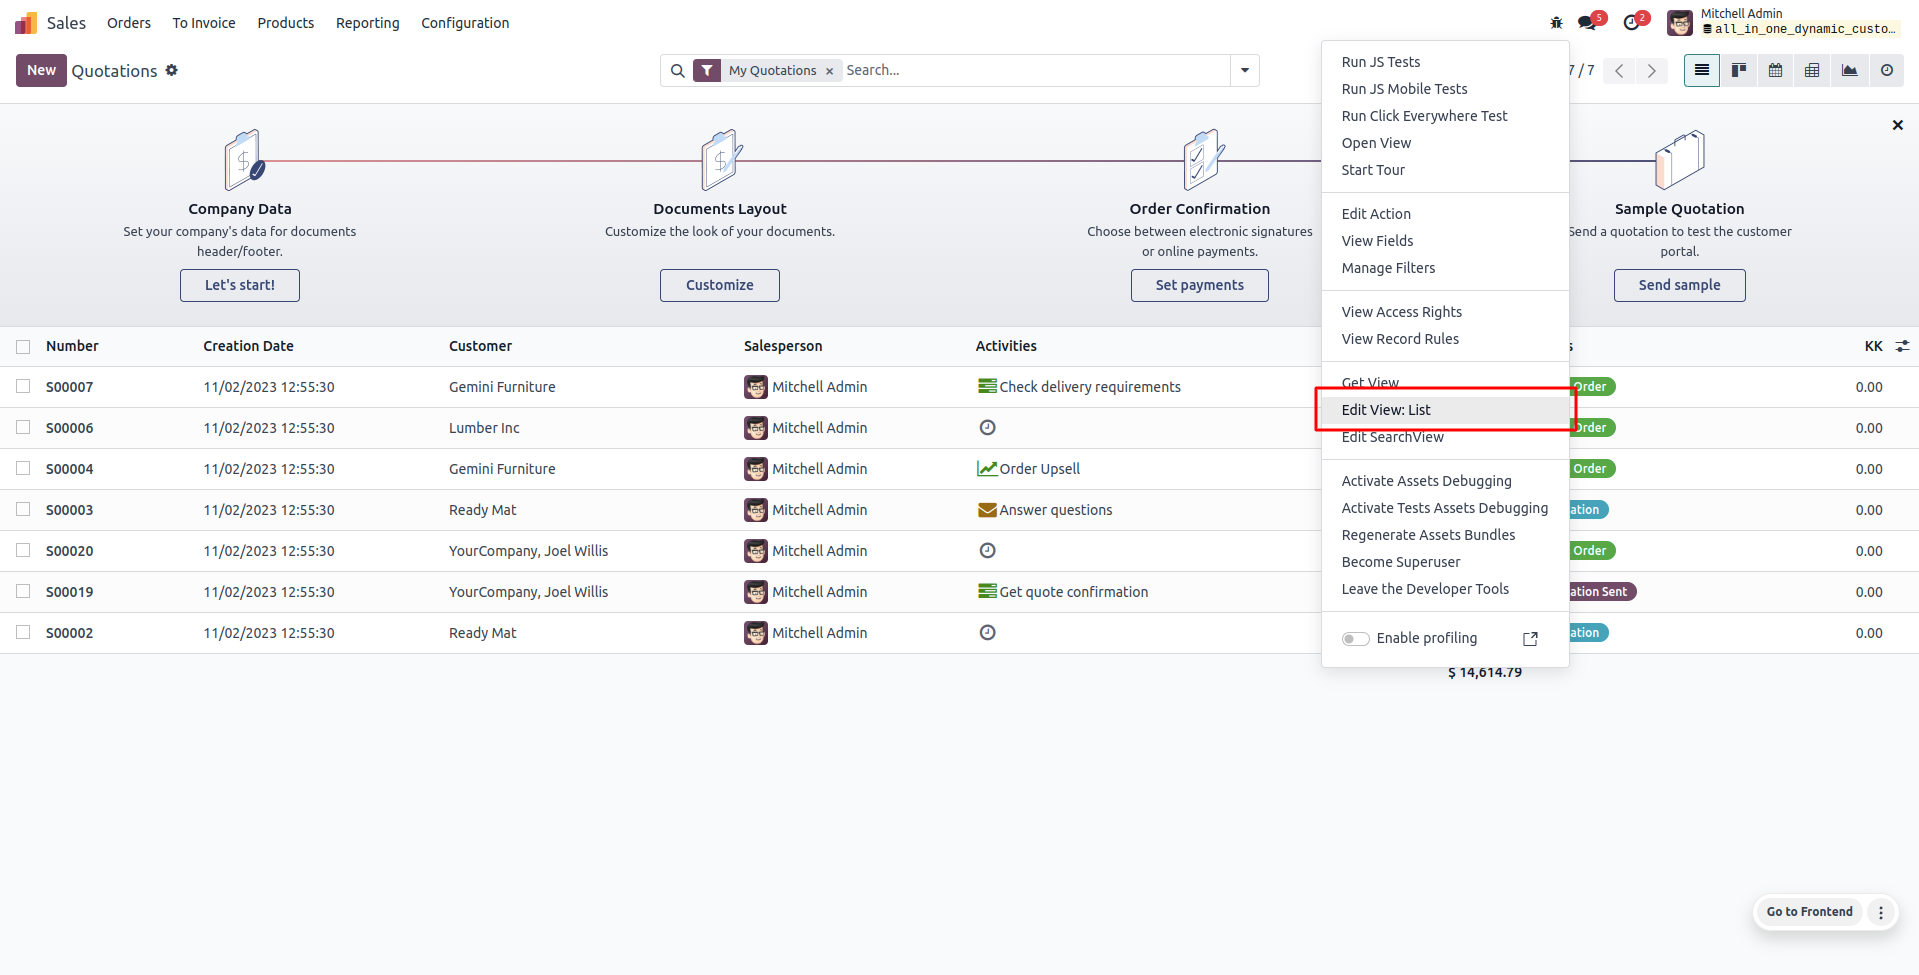 Sales
Orders
To Invoice
Products
Reporting
Configuration
5
2
Mitchell Admin
all_in_one_dynamic_custo...
New
Quotations
My Quotations ×
Search...
7 / 7
Run JS Tests
Run JS Mobile Tests
Run Click Everywhere Test
Open View
Start Tour
Edit Action
View Fields
Manage Filters
View Access Rights
View Record Rules
Get View
Edit View: List
Edit SearchView
Activate Assets Debugging
Activate Tests Assets Debugging
Regenerate Assets Bundles
Become Superuser
Leave the Developer Tools
Enable profiling
Company Data
Set your company's data for documents
header/footer.
Let's start!
Documents Layout
Customize the look of your documents.
Customize
Order Confirmation
Choose between electronic signatures
or online payments.
Set payments
Sample Quotation
Send a quotation to test the customer
portal.
Send sample
Number Creation Date Customer Salesperson Activities KK
S00007 11/02/2023 12:55:30 Gemini Furniture Mitchell Admin Check delivery requirements Order 0.00
S00006 11/02/2023 12:55:30 Lumber Inc Mitchell Admin Order 0.00
S00004 11/02/2023 12:55:30 Gemini Furniture Mitchell Admin Order Upsell Order 0.00
S00003 11/02/2023 12:55:30 Ready Mat Mitchell Admin Answer questions ation 0.00
S00020 11/02/2023 12:55:30 YourCompany, Joel Willis Mitchell Admin Order 0.00
S00019 11/02/2023 12:55:30 YourCompany, Joel Willis Mitchell Admin Get quote confirmation ation Sent 0.00
S00002 11/02/2023 12:55:30 Ready Mat Mitchell Admin ation 0.00
$ 14,614.79
Go to Frontend